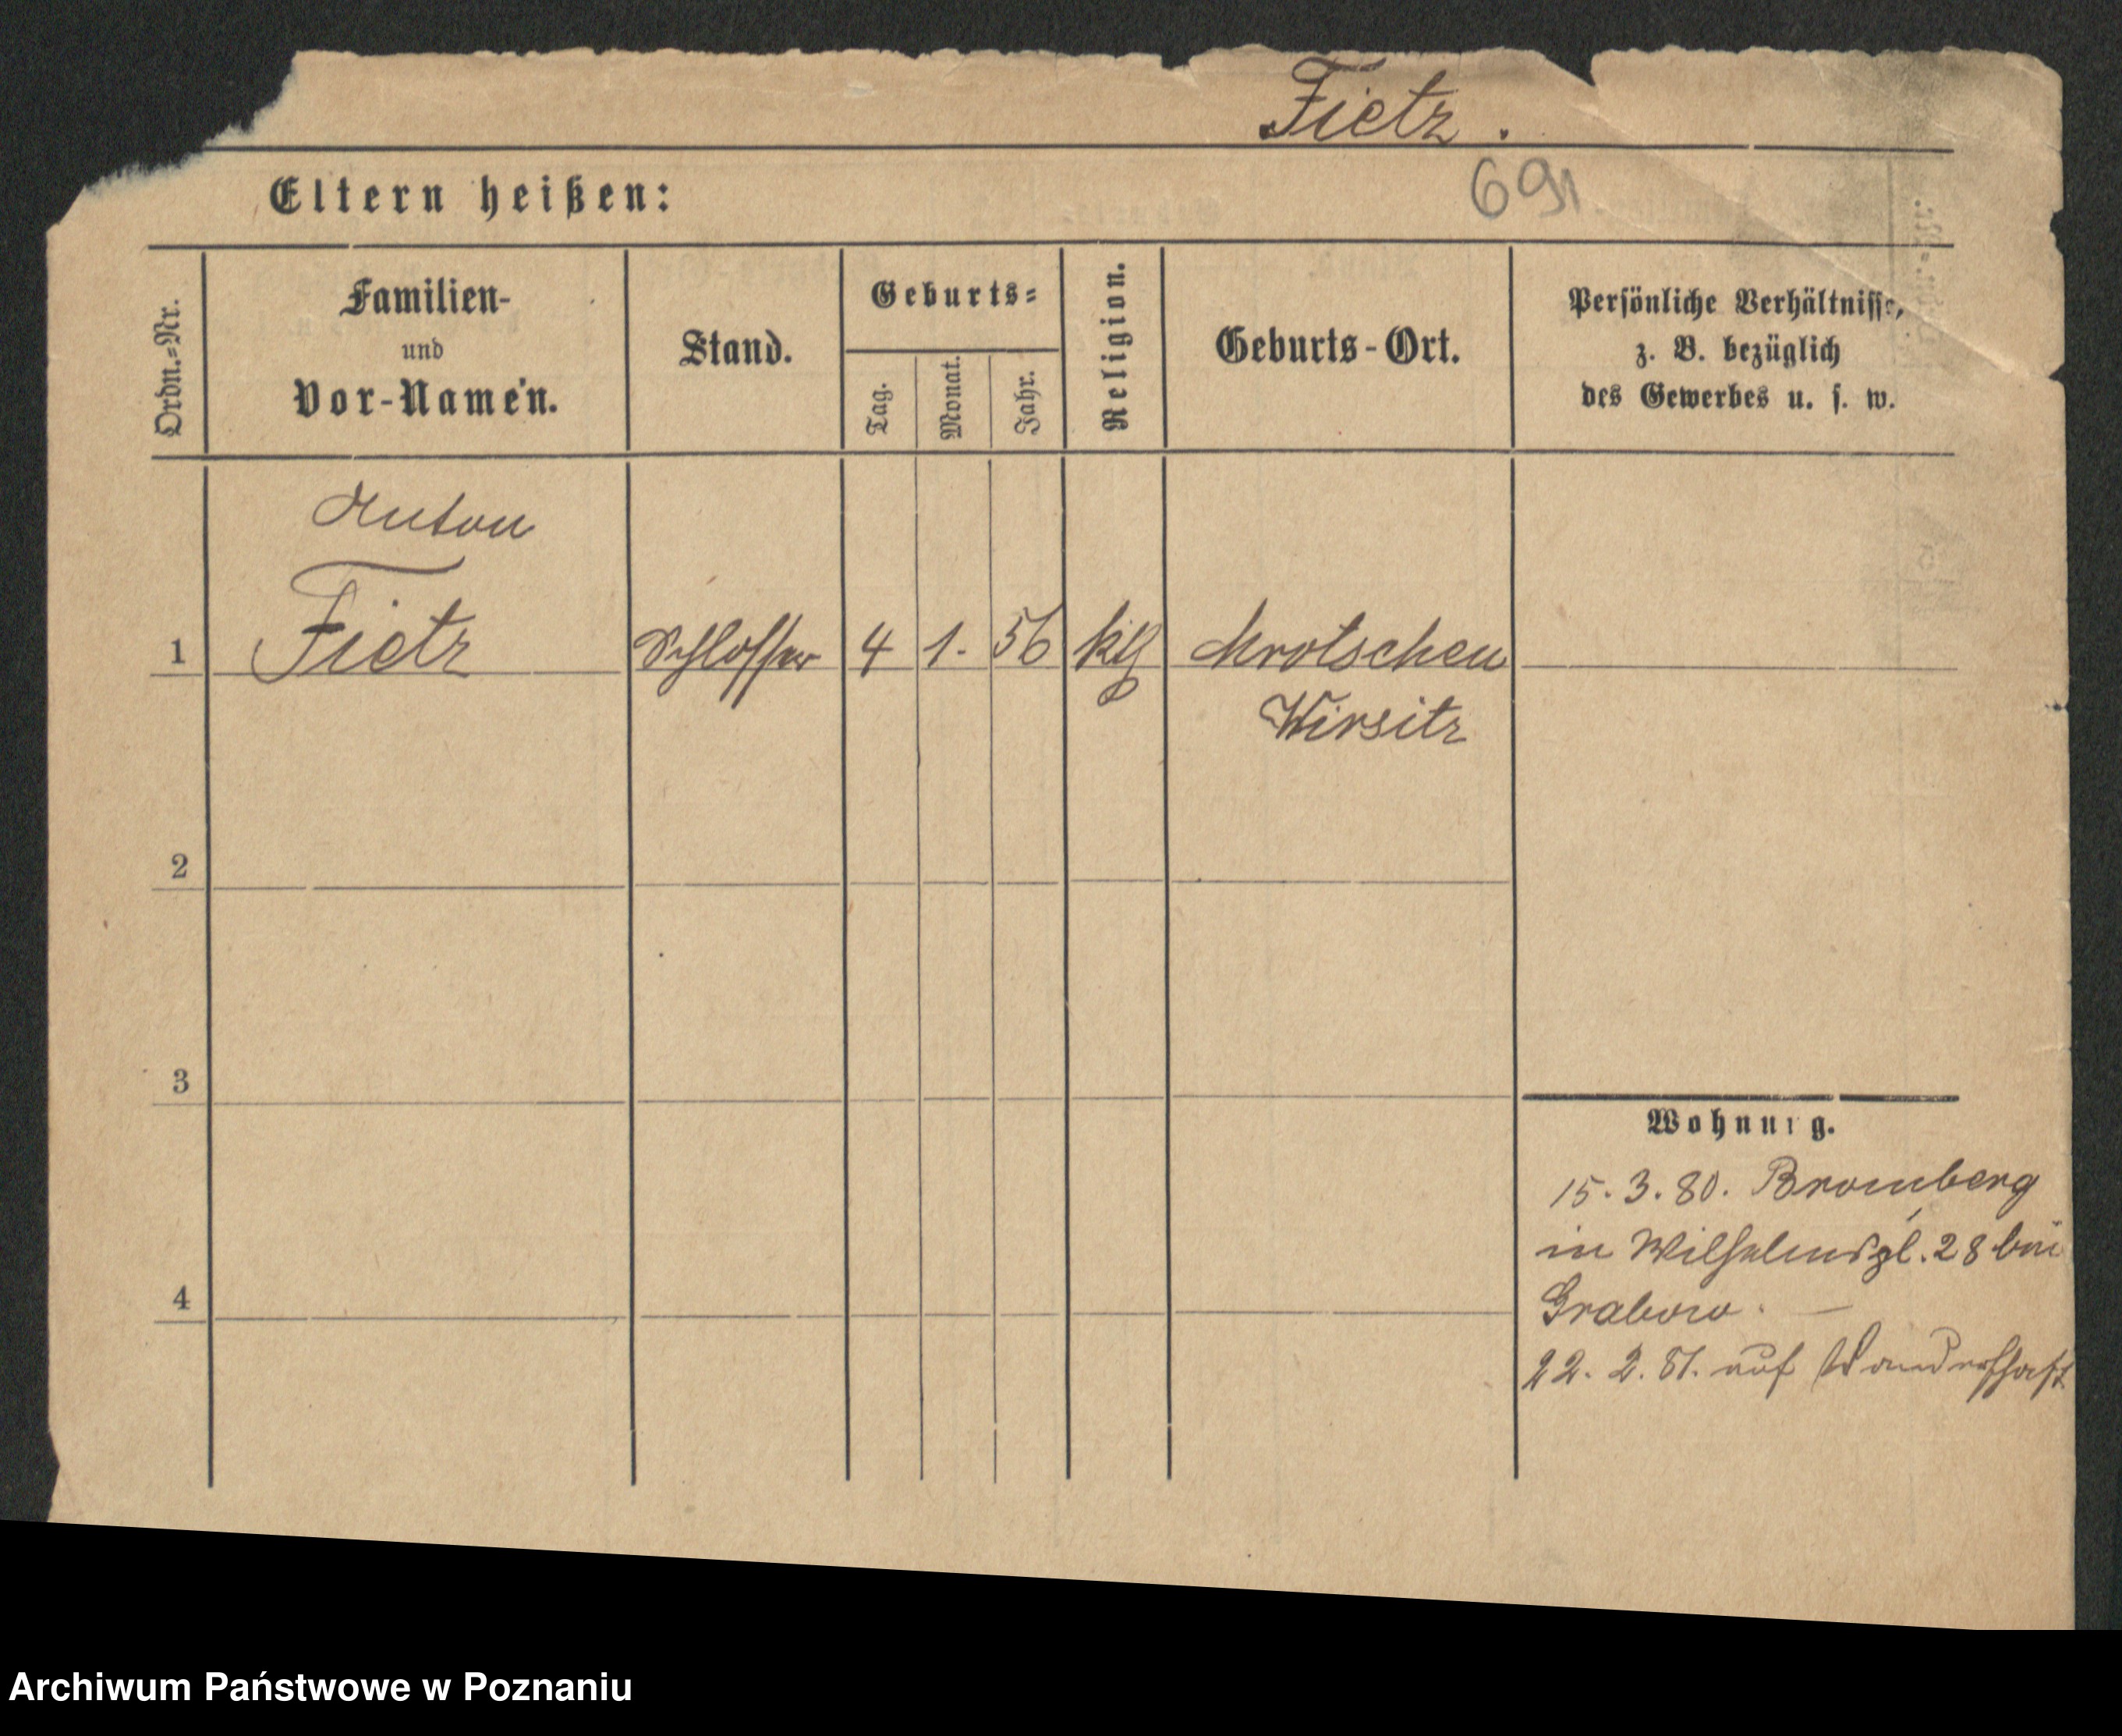 Fietz.
691
Eltern heißen:
Ordn.=Nr.
Familien-
und
Vor-Namen.
Stand.
Geburts=
Tag.
Monat.
Jahr.
Religion.
Geburts-Ort.
Persönliche Verhältnisse,
z. B. bezüglich
des Gewerbes u. s. w.
Anton
1 Fietz Schlosser 4 1. 56 kth Mrotschen
Wirsitz
2
3
Wohnung.
15.3.80. Bromberg
in Wilhelmspl. 28 bei
4
Grabow. —
22. 2. 81. auf Wanderschaft
Archiwum Państwowe w Poznaniu